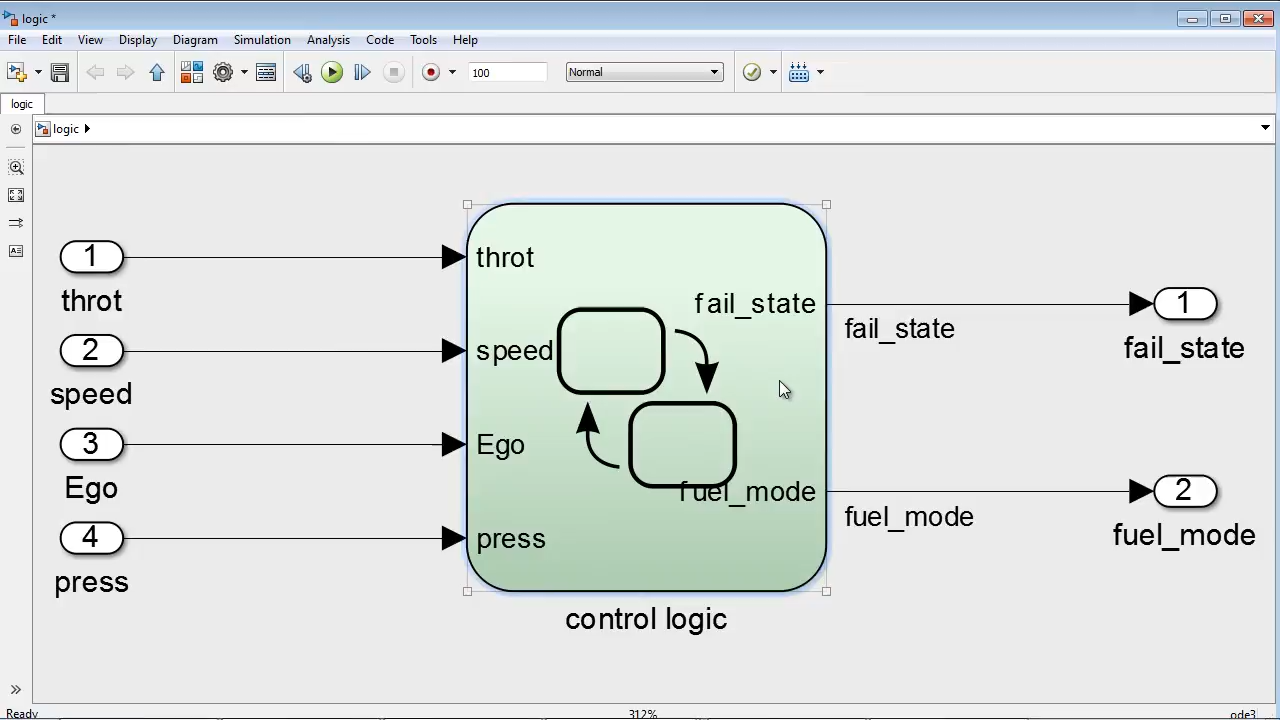 logic *
File Edit View Display Diagram Simulation Analysis Code Tools Help
100 Normal
logic
logic
1
throt
2
speed
3
Ego
4
press
throt
speed
Ego
press
fail_state
fuel_mode
control logic
fail_state
fuel_mode
1
fail_state
2
fuel_mode
Ready 312% ode3